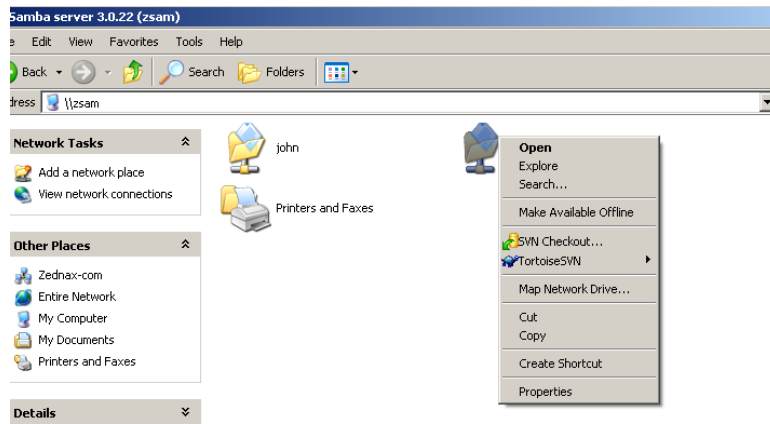 Samba server 3.0.22 (zsam)
e Edit View Favorites Tools Help
Back Search Folders
dress \\zsam
Network Tasks
Add a network place
View network connections
Other Places
Zednax-com
Entire Network
My Computer
My Documents
Printers and Faxes
Details
john
Printers and Faxes
Open
Explore
Search...
Make Available Offline
SVN Checkout...
TortoiseSVN
Map Network Drive...
Cut
Copy
Create Shortcut
Properties